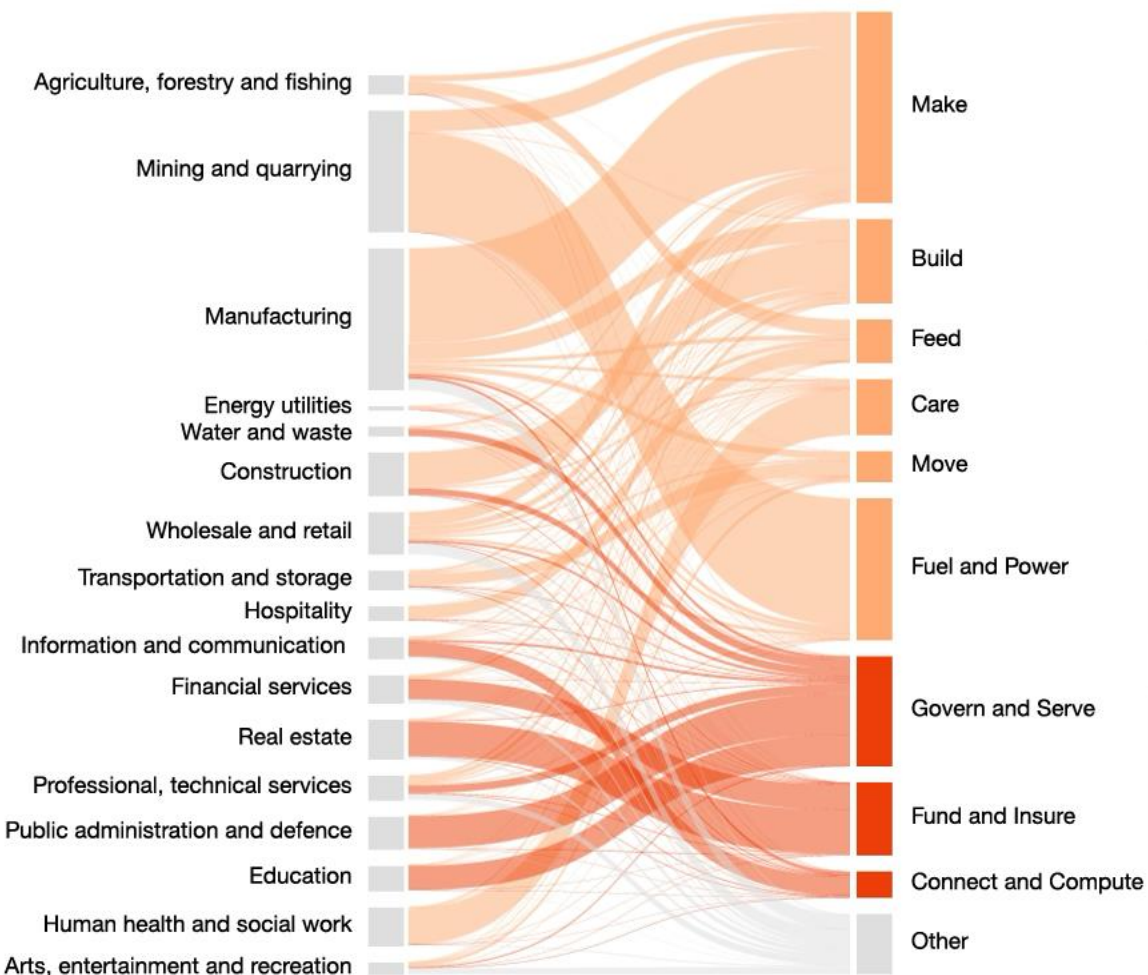 Agriculture, forestry and fishing
Mining and quarrying
Manufacturing
Energy utilities
Water and waste
Construction
Wholesale and retail
Transportation and storage
Hospitality
Information and communication
Financial services
Real estate
Professional, technical services
Public administration and defence
Education
Human health and social work
Arts, entertainment and recreation
Make
Build
Feed
Care
Move
Fuel and Power
Govern and Serve
Fund and Insure
Connect and Compute
Other